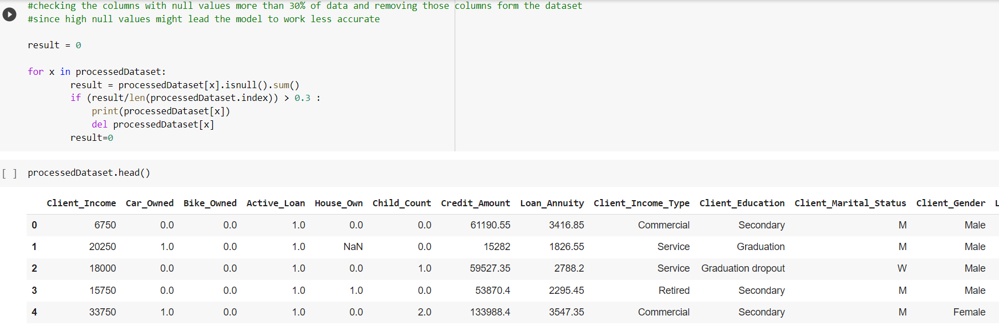 #checking the columns with null values more than 30% of data and removing those columns form the dataset
#since high null values might lead the model to work less accurate
result = 0
for x in processedDataset:
result = processedDataset[x].isnull().sum()
if (result/len(processedDataset.index)) > 0.3 :
print(processedDataset[x])
del processedDataset[x]
result=0
[ ] processedDataset.head()
Client_Income Car_Owned Bike_Owned Active_Loan House_Own Child_Count Credit_Amount Loan_Annuity Client_Income_Type Client_Education Client_Marital_Status Client_Gender L
0 6750 0.0 0.0 1.0 0.0 0.0 61190.55 3416.85 Commercial Secondary M Male
1 20250 1.0 0.0 1.0 NaN 0.0 15282 1826.55 Service Graduation M Male
2 18000 0.0 0.0 1.0 0.0 1.0 59527.35 2788.2 Service Graduation dropout W Male
3 15750 0.0 0.0 1.0 1.0 0.0 53870.4 2295.45 Retired Secondary M Male
4 33750 1.0 0.0 1.0 0.0 2.0 133988.4 3547.35 Commercial Secondary M Female